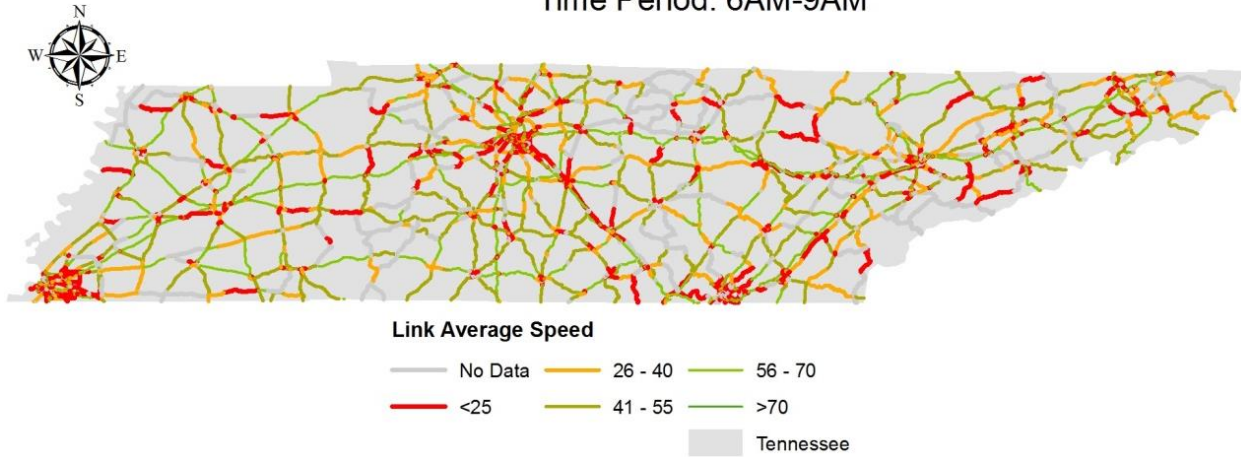 Time Period: 6AM-9AM
N
W E
S
Link Average Speed
No Data 26 - 40 56 - 70
<25 41 - 55 >70
Tennessee